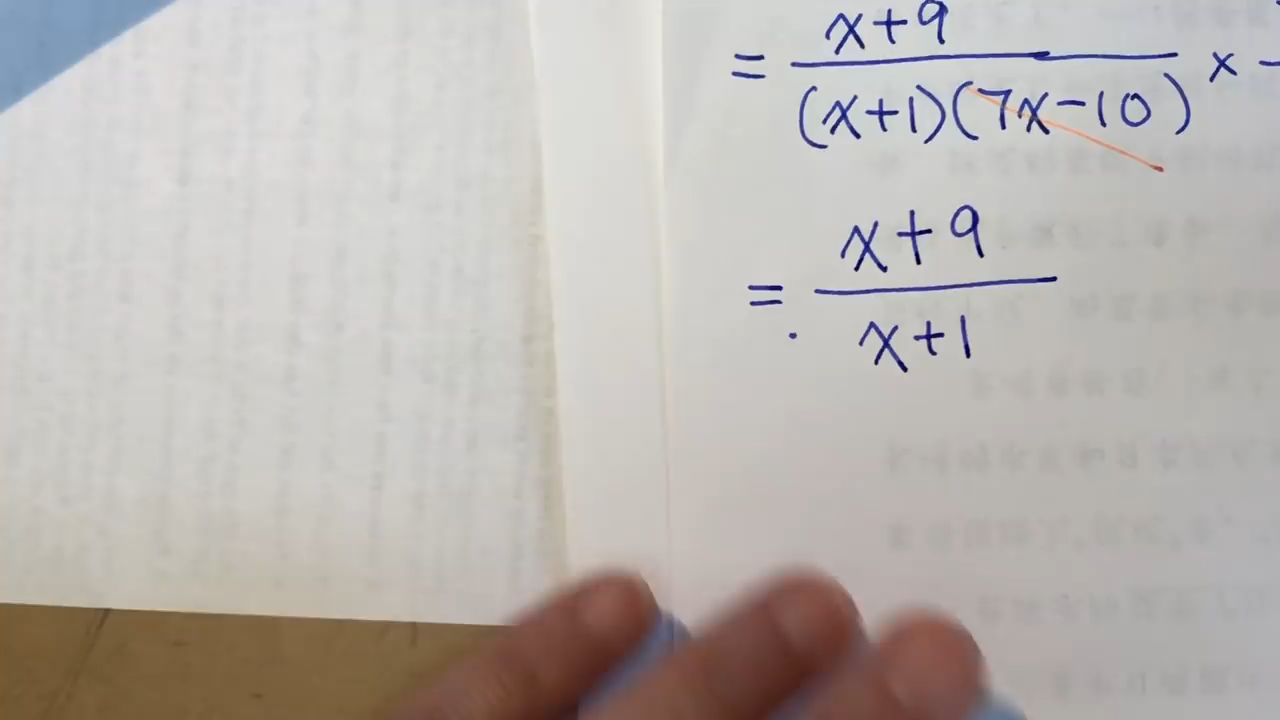 = x+9 / (x+1)(7x-10) ×
= x+9 / x+1